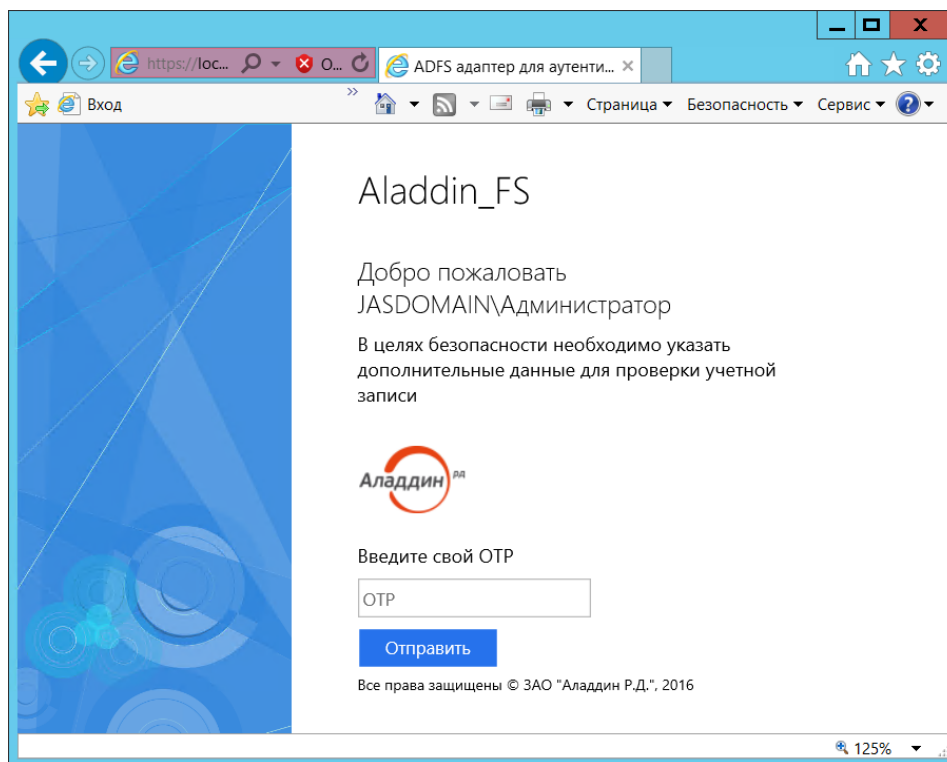 https://loc...
О...
ADFS адаптер для аутенти...
Вход
Страница
Безопасность
Сервис
Aladdin_FS
Добро пожаловать
JASDOMAIN\Администратор
В целях безопасности необходимо указать
дополнительные данные для проверки учетной
записи
Аладдин РД
Введите свой OTP
OTP
Отправить
Все права защищены © ЗАО "Аладдин Р.Д.", 2016
125%